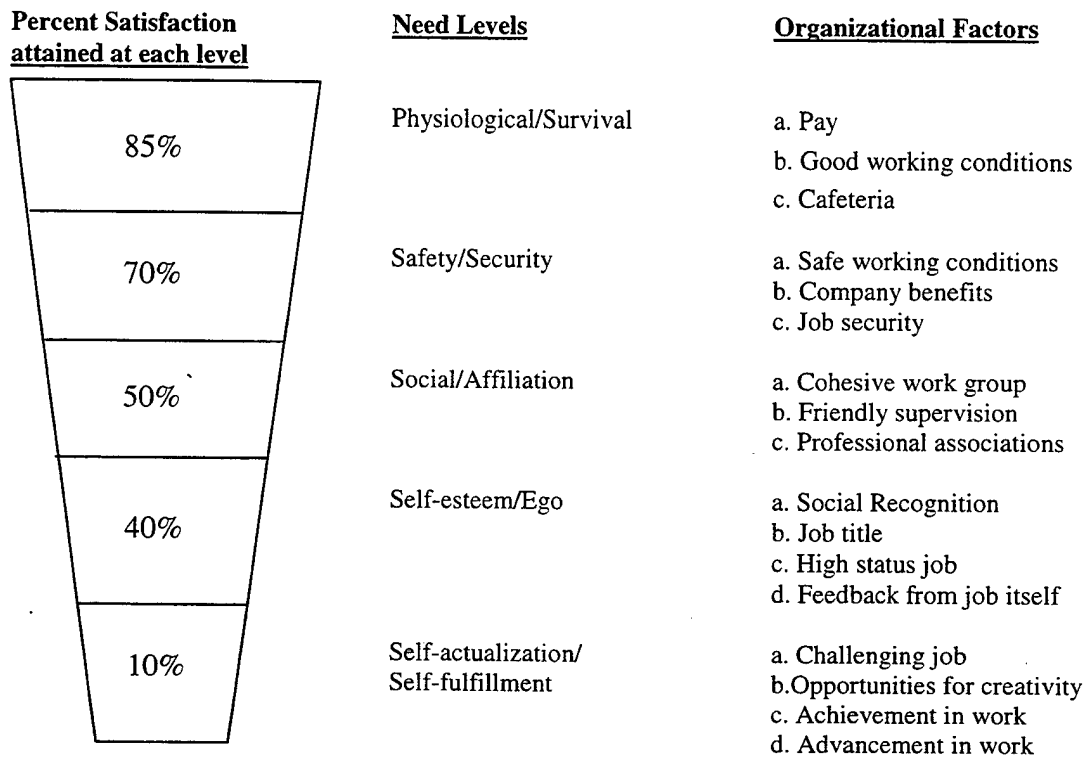 Percent Satisfaction
attained at each level
Need Levels
Organizational Factors
85%
Physiological/Survival
a. Pay
b. Good working conditions
c. Cafeteria
70%
Safety/Security
a. Safe working conditions
b. Company benefits
c. Job security
50%
Social/Affiliation
a. Cohesive work group
b. Friendly supervision
c. Professional associations
40%
Self-esteem/Ego
a. Social Recognition
b. Job title
c. High status job
d. Feedback from job itself
10%
Self-actualization/
Self-fulfillment
a. Challenging job
b.Opportunities for creativity
c. Achievement in work
d. Advancement in work